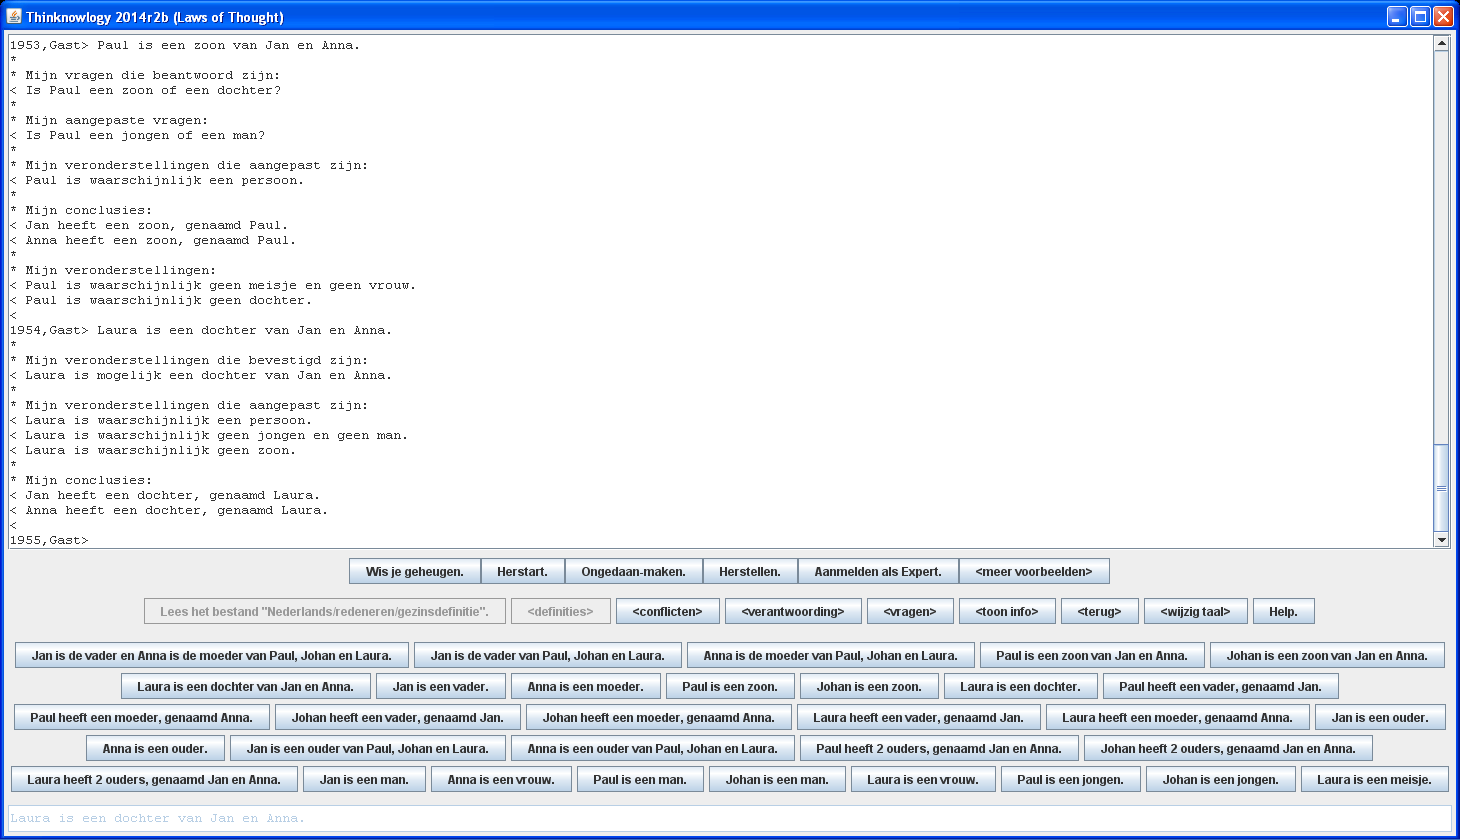 Thinknowlogy 2014r2b (Laws of Thought)
1953,Gast> Paul is een zoon van Jan en Anna.
*
* Mijn vragen die beantwoord zijn:
< Is Paul een zoon of een dochter?
*
* Mijn aangepaste vragen:
< Is Paul een jongen of een man?
*
* Mijn veronderstellingen die aangepast zijn:
< Paul is waarschijnlijk een persoon.
*
* Mijn conclusies:
< Jan heeft een zoon, genaamd Paul.
< Anna heeft een zoon, genaamd Paul.
*
* Mijn veronderstellingen:
< Paul is waarschijnlijk geen meisje en geen vrouw.
< Paul is waarschijnlijk geen dochter.
<
1954,Gast> Laura is een dochter van Jan en Anna.
*
* Mijn veronderstellingen die bevestigd zijn:
< Laura is mogelijk een dochter van Jan en Anna.
*
* Mijn veronderstellingen die aangepast zijn:
< Laura is waarschijnlijk een persoon.
< Laura is waarschijnlijk geen jongen en geen man.
< Laura is waarschijnlijk geen zoon.
*
* Mijn conclusies:
< Jan heeft een dochter, genaamd Laura.
< Anna heeft een dochter, genaamd Laura.
<
1955,Gast>
Wis je geheugen. Herstart. Ongedaan-maken. Herstellen. Aanmelden als Expert. <meer voorbeelden>
Lees het bestand "Nederlands/redeneren/gezinsdefinitie". <definities> <conflicten> <verantwoording> <vragen> <toon info> <terug> <wijzig taal> Help.
Jan is de vader en Anna is de moeder van Paul, Johan en Laura. Jan is de vader van Paul, Johan en Laura. Anna is de moeder van Paul, Johan en Laura. Paul is een zoon van Jan en Anna. Johan is een zoon van Jan en Anna.
Laura is een dochter van Jan en Anna. Jan is een vader. Anna is een moeder. Paul is een zoon. Johan is een zoon. Laura is een dochter. Paul heeft een vader, genaamd Jan.
Paul heeft een moeder, genaamd Anna. Johan heeft een vader, genaamd Jan. Johan heeft een moeder, genaamd Anna. Laura heeft een vader, genaamd Jan. Laura heeft een moeder, genaamd Anna. Jan is een ouder.
Anna is een ouder. Jan is een ouder van Paul, Johan en Laura. Anna is een ouder van Paul, Johan en Laura. Paul heeft 2 ouders, genaamd Jan en Anna. Johan heeft 2 ouders, genaamd Jan en Anna.
Laura heeft 2 ouders, genaamd Jan en Anna. Jan is een man. Anna is een vrouw. Paul is een man. Johan is een man. Laura is een vrouw. Paul is een jongen. Johan is een jongen. Laura is een meisje.
Laura is een dochter van Jan en Anna.